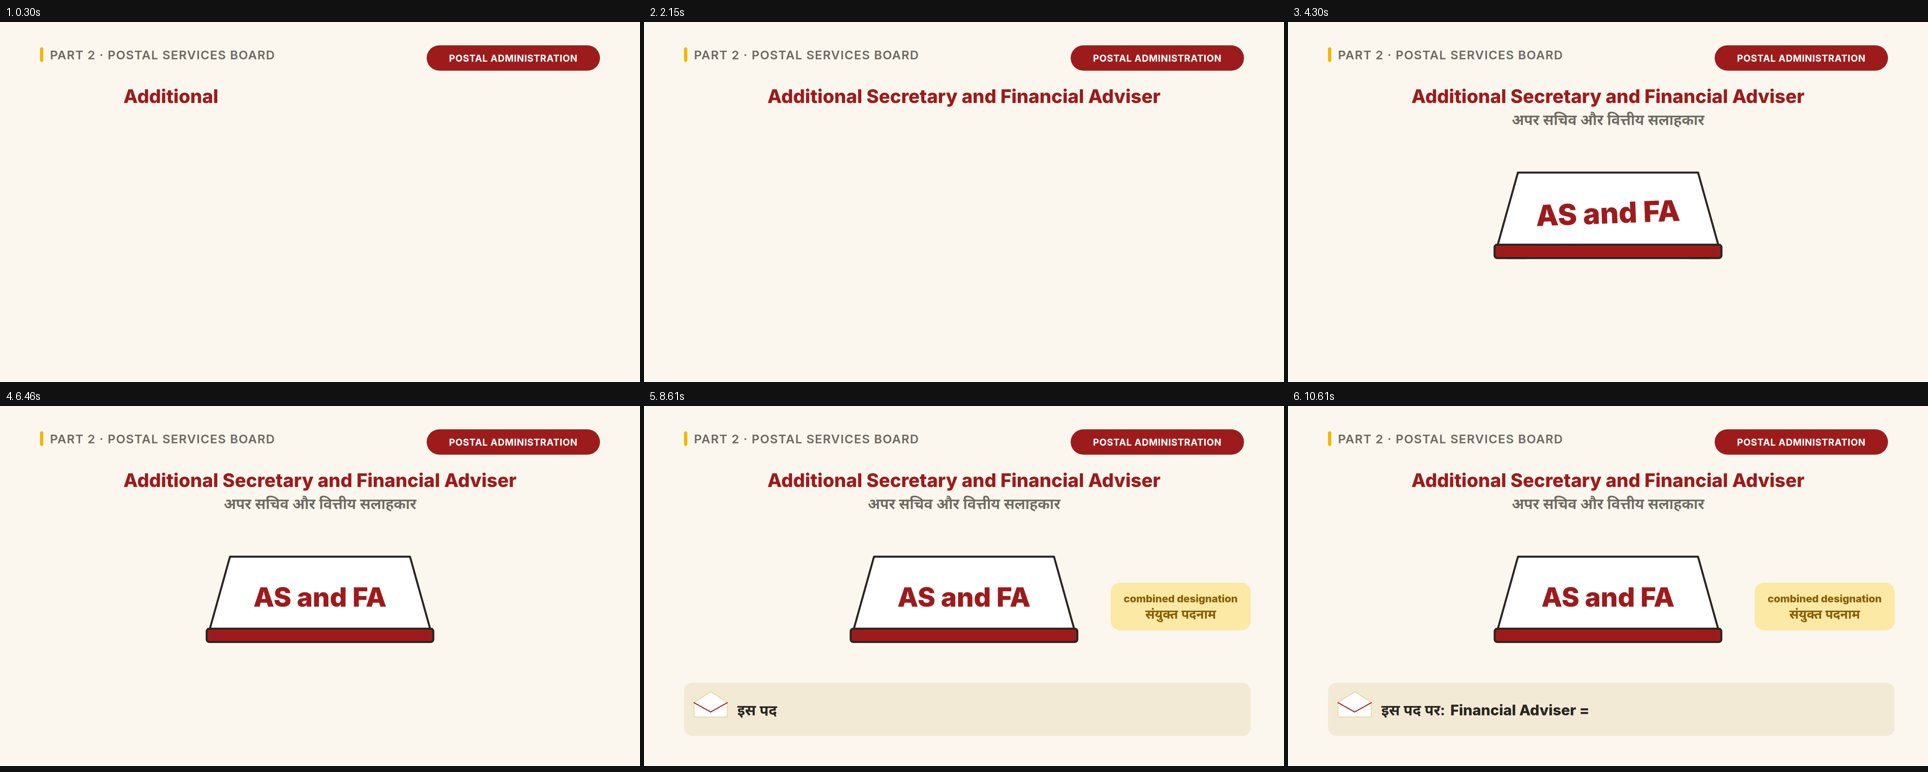 1. 0.30s
PART 2 · POSTAL SERVICES BOARD
POSTAL ADMINISTRATION
Additional
2. 2.15s
PART 2 · POSTAL SERVICES BOARD
POSTAL ADMINISTRATION
Additional Secretary and Financial Adviser
3. 4.30s
PART 2 · POSTAL SERVICES BOARD
POSTAL ADMINISTRATION
Additional Secretary and Financial Adviser
अपर सचिव और वित्तीय सलाहकार
AS and FA
4. 6.46s
PART 2 · POSTAL SERVICES BOARD
POSTAL ADMINISTRATION
Additional Secretary and Financial Adviser
अपर सचिव और वित्तीय सलाहकार
AS and FA
5. 8.61s
PART 2 · POSTAL SERVICES BOARD
POSTAL ADMINISTRATION
Additional Secretary and Financial Adviser
अपर सचिव और वित्तीय सलाहकार
AS and FA
combined designation
संयुक्त पदनाम
इस पद
6. 10.61s
PART 2 · POSTAL SERVICES BOARD
POSTAL ADMINISTRATION
Additional Secretary and Financial Adviser
अपर सचिव और वित्तीय सलाहकार
AS and FA
combined designation
संयुक्त पदनाम
इस पद पर: Financial Adviser =